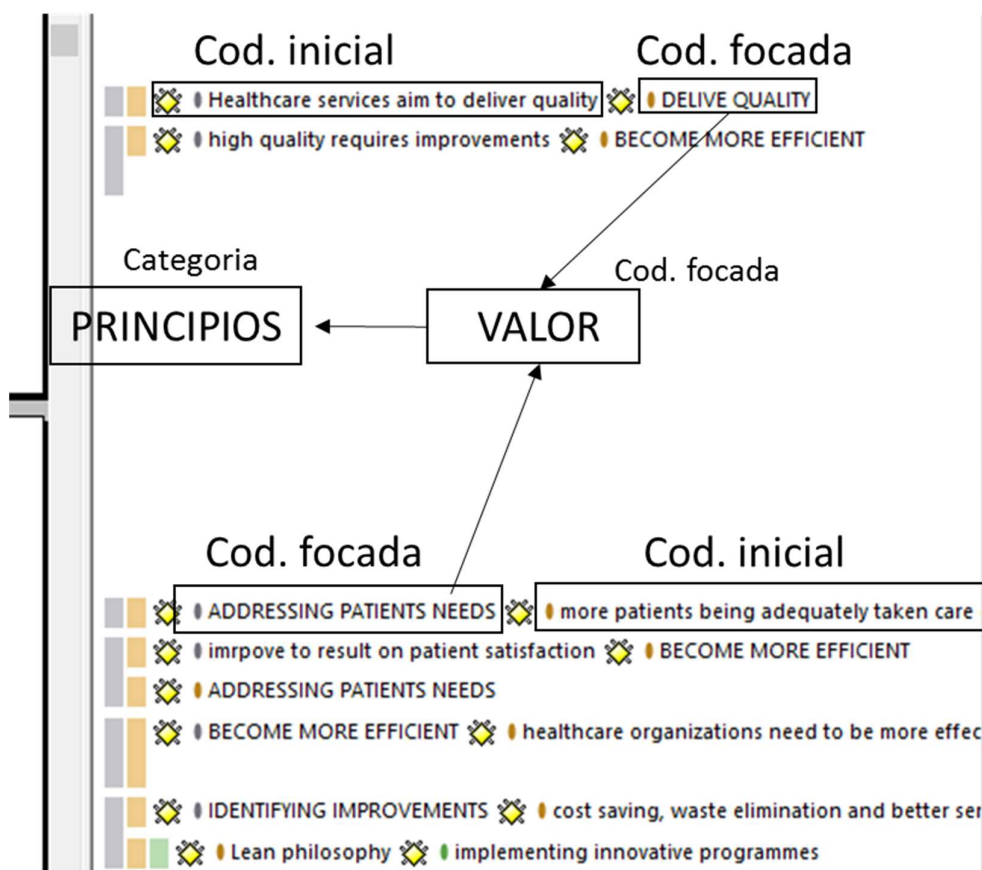 Cod. inicial Cod. focada
Healthcare services aim to deliver quality DELIVE QUALITY
high quality requires improvements BECOME MORE EFFICIENT
Categoria Cod. focada
PRINCIPIOS VALOR
Cod. focada Cod. inicial
ADDRESSING PATIENTS NEEDS more patients being adequately taken care
imrpove to result on patient satisfaction BECOME MORE EFFICIENT
ADDRESSING PATIENTS NEEDS
BECOME MORE EFFICIENT healthcare organizations need to be more effec
IDENTIFYING IMPROVEMENTS cost saving, waste elimination and better ser
Lean philosophy implementing innovative programmes